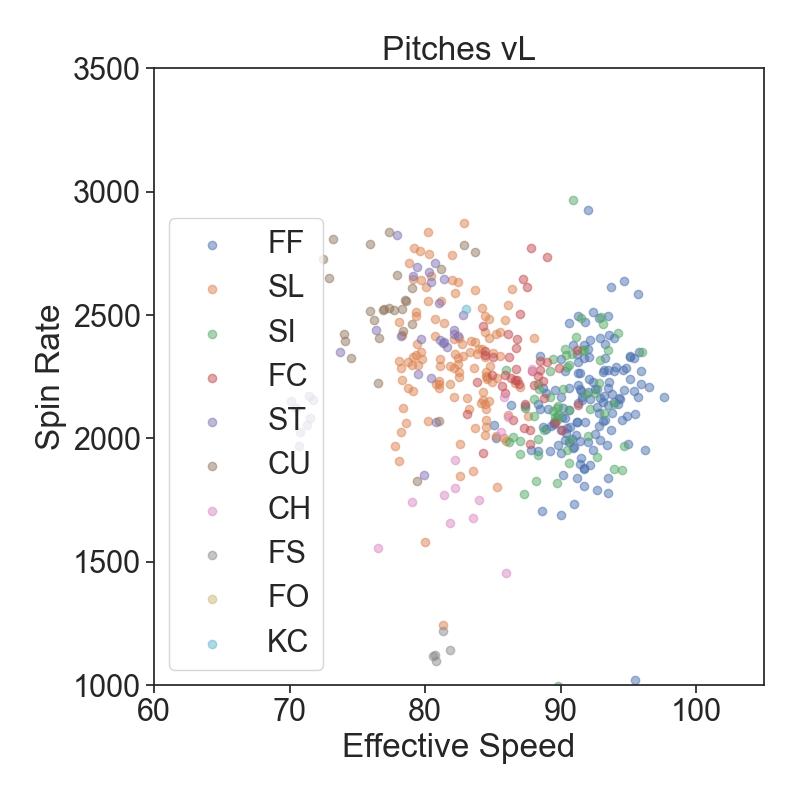 Pitches vL
3500
3000
2500
2000
1500
1000
Spin Rate
FF
SL
SI
FC
ST
CU
CH
FS
FO
KC
60 70 80 90 100
Effective Speed